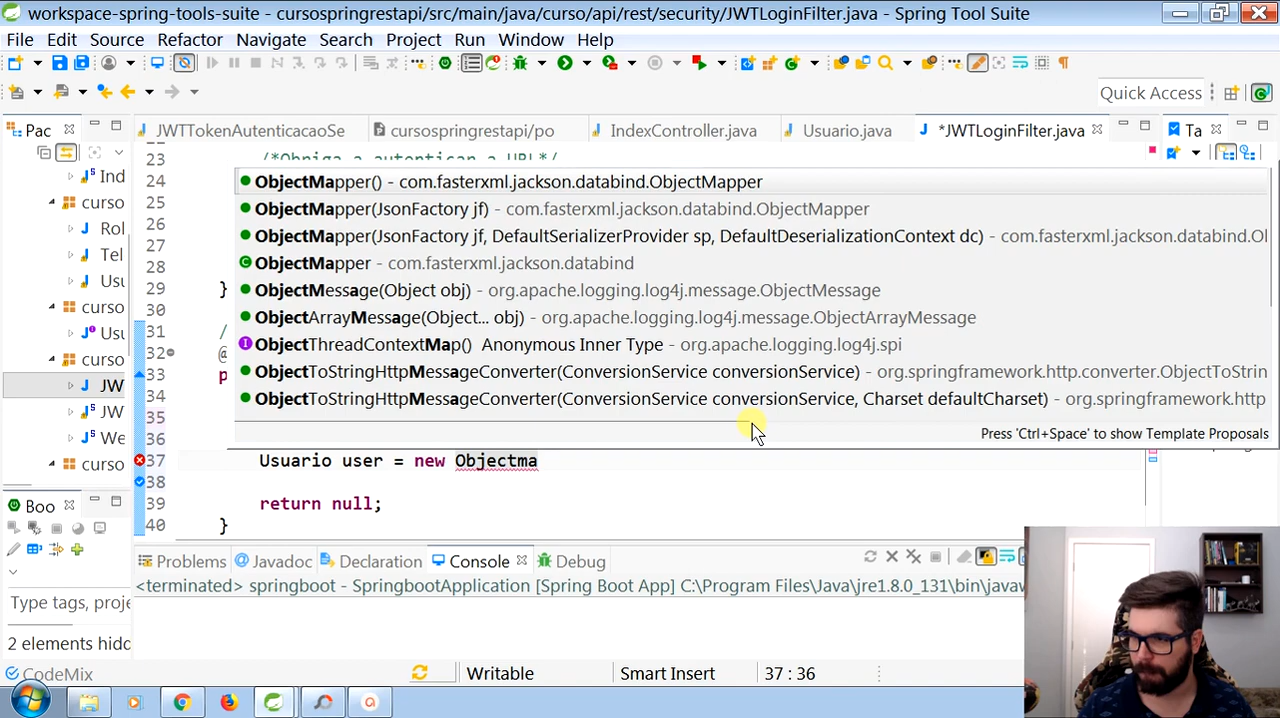 workspace-spring-tools-suite - cursospringrestapi/src/main/java/curso/api/rest/security/JWTLoginFilter.java - Spring Tool Suite
File Edit Source Refactor Navigate Search Project Run Window Help
Quick Access
Pac
JWTTokenAutenticacaoSe
cursospringrestapi/po
IndexController.java
Usuario.java
*JWTLoginFilter.java
Ta
Ind
curso
Rol
Tel
Usu
curso
Usu
curso
JW
JW
We
curso
23 /*Obriga a autentican a URL*/
24
25
26
27
28
29 }
30
31 /
32 @
33 p
34
35
36
37 Usuario user = new Objectma
38
39 return null;
40 }
ObjectMapper() - com.fasterxml.jackson.databind.ObjectMapper
ObjectMapper(JsonFactory jf) - com.fasterxml.jackson.databind.ObjectMapper
ObjectMapper(JsonFactory jf, DefaultSerializerProvider sp, DefaultDeserializationContext dc) - com.fasterxml.jackson.databind.Ol
ObjectMapper - com.fasterxml.jackson.databind
ObjectMessage(Object obj) - org.apache.logging.log4j.message.ObjectMessage
ObjectArrayMessage(Object... obj) - org.apache.logging.log4j.message.ObjectArrayMessage
ObjectThreadContextMap() Anonymous Inner Type - org.apache.logging.log4j.spi
ObjectToStringHttpMessageConverter(ConversionService conversionService) - org.springframework.http.converter.ObjectToStrin
ObjectToStringHttpMessageConverter(ConversionService conversionService, Charset defaultCharset) - org.springframework.http
Press 'Ctrl+Space' to show Template Proposals
Boo
Type tags, proje
2 elements hidd
Problems Javadoc Declaration Console Debug
<terminated> springboot - SpringbootApplication [Spring Boot App] C:\Program Files\Java\jre1.8.0_131\bin\javaw
CodeMix
Writable
Smart Insert
37 : 36